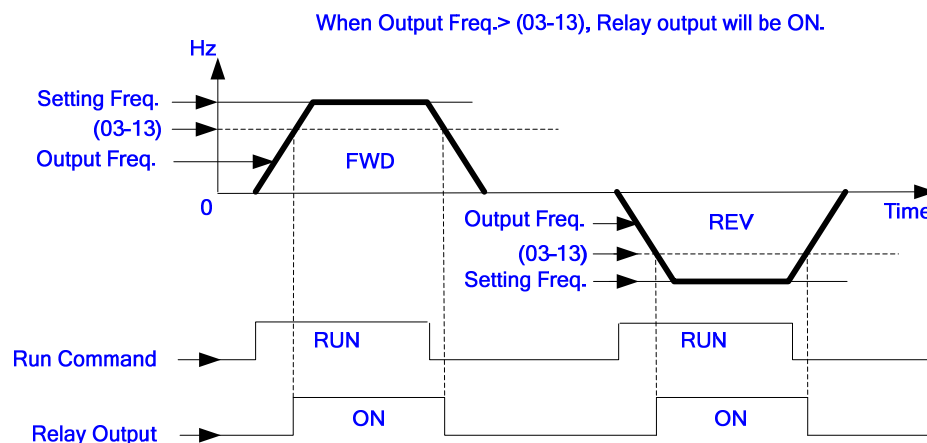 When Output Freq.> (03-13), Relay output will be ON.
Hz
Setting Freq.
(03-13)
Output Freq.
FWD
0
Time
Output Freq.
REV
(03-13)
Setting Freq.
RUN
RUN
Run Command
ON
ON
Relay Output